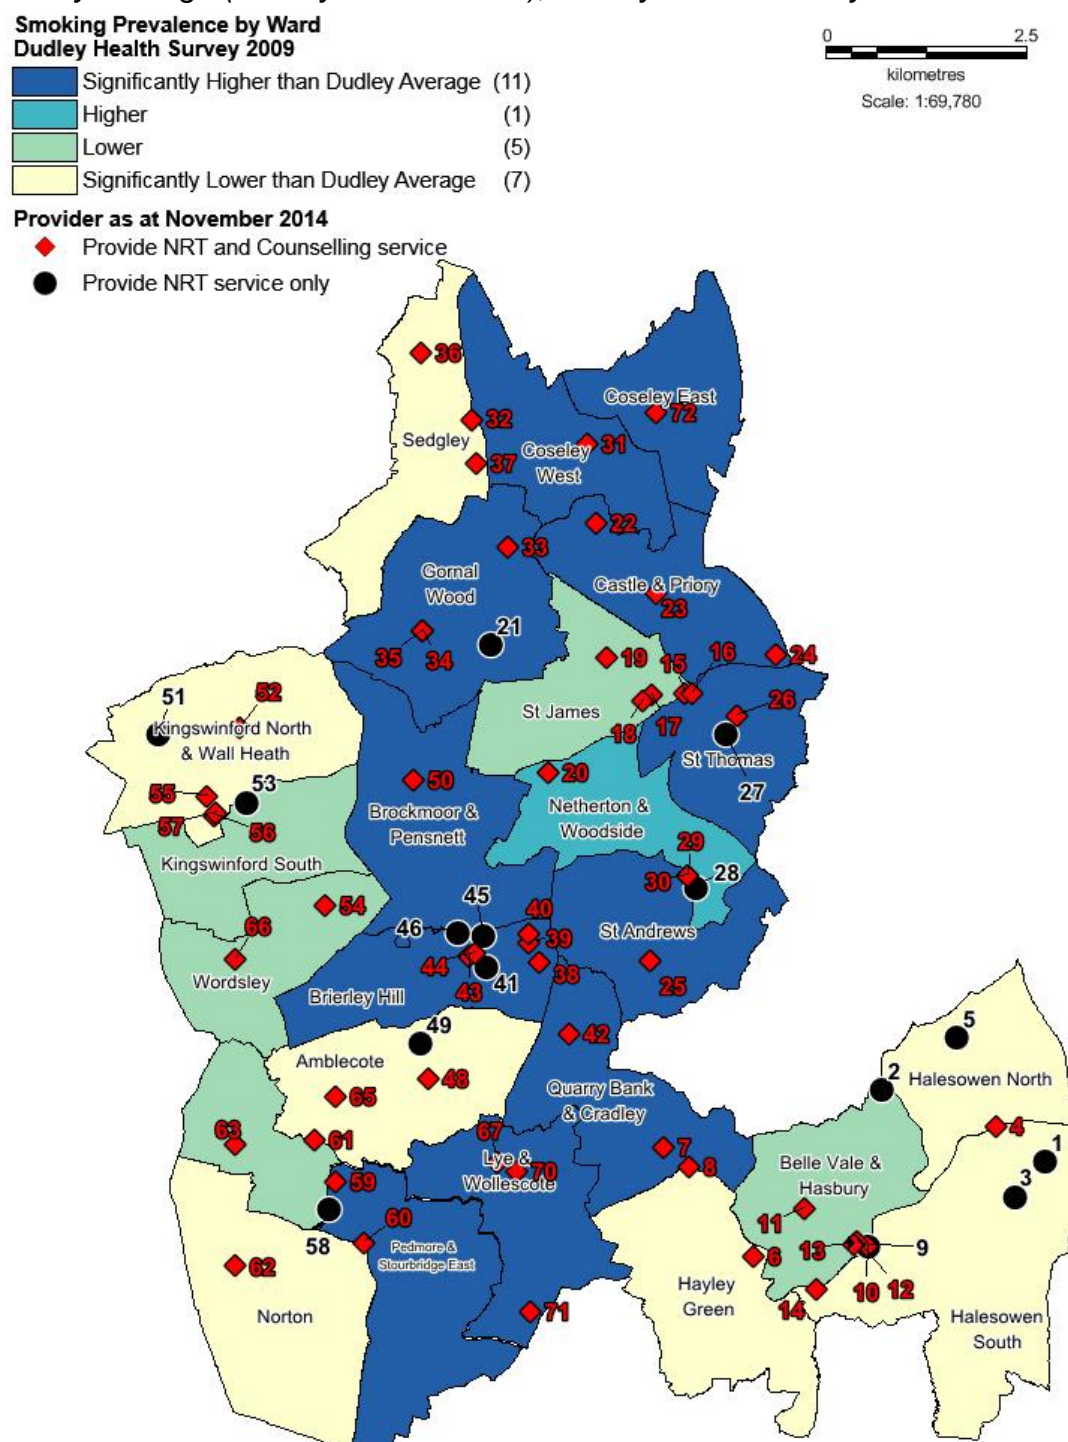 Smoking Prevalence by Ward
Dudley Health Survey 2009
Significantly Higher than Dudley Average (11)
Higher (1)
Lower (5)
Significantly Lower than Dudley Average (7)
Provider as at November 2014
Provide NRT and Counselling service
Provide NRT service only
0 2.5
kilometres
Scale: 1:69,780
36
Coseley East
72
32
Sedgley
31
Coseley
West
37
22
33
Gornal
Wood
Castle & Priory
23
21
35 34
19 15 16 24
51 52
26
St James
18 17
Kingswinford North
& Wall Heath
St Thomas
27
50
20
53
55
57 56
Brockmoor &
Pensnett
Netherton &
Woodside
Kingswinford South
29
30 28
54
45
40
46
39
66
44
43
41
38
St Andrews
25
Wordsley
Brierley Hill
49
42
5
Amblecote
48
65
2
Halesowen North
Quarry Bank
& Cradley
4
67
63
61
7
8
1
3
Lye &
Wollescote
70
Belle Vale &
Hasbury
59
11
60
58
Pedmore &
Stourbridge East
13
9
6
10 12
62
14
Hayley
Green
71
Norton
Halesowen
South